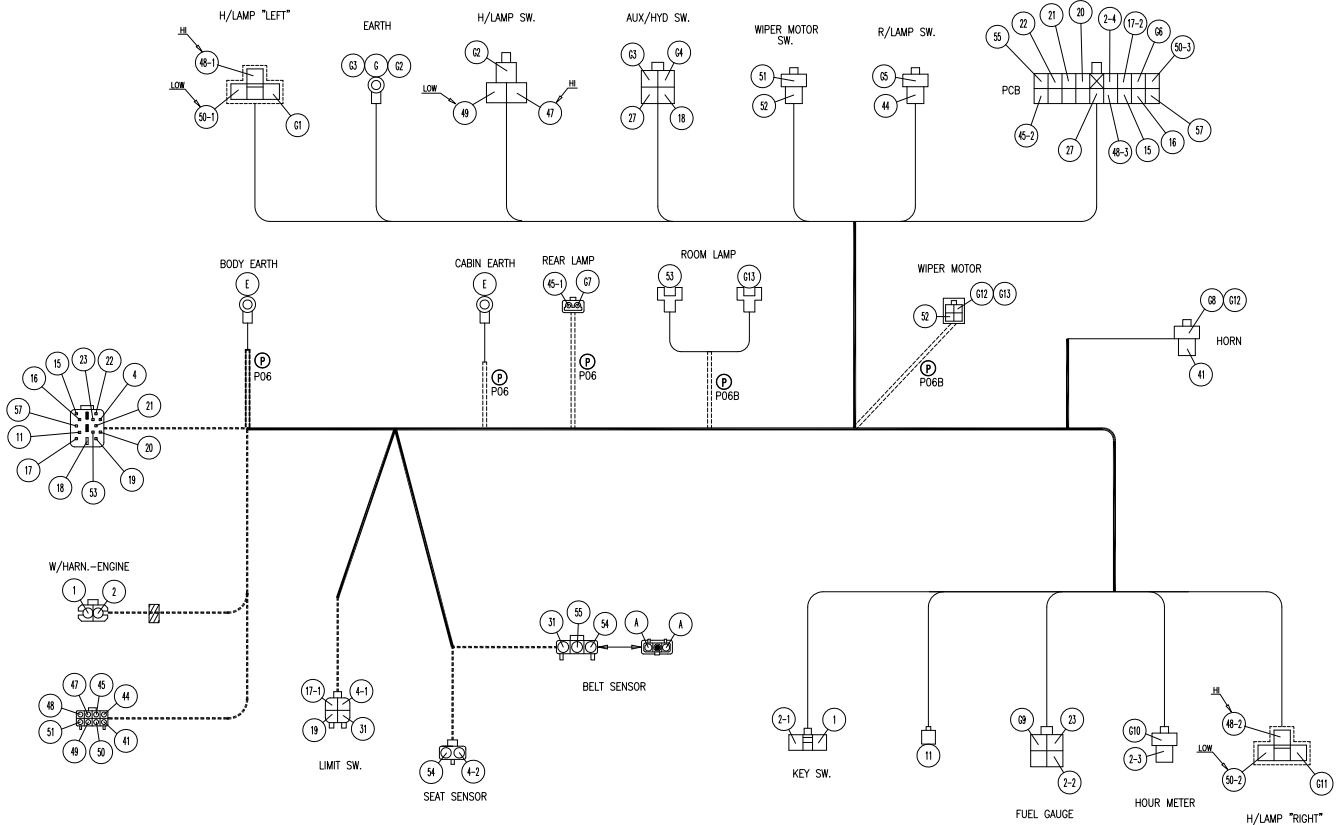 H/LAMP "LEFT"
HI
48-1
LOW
50-1
G1
EARTH
G3
G
G2
H/LAMP SW.
G2
LOW
HI
49
47
AUX/HYD SW.
G3
G4
27
18
WIPER MOTOR
SW.
51
52
R/LAMP SW.
G5
44
55
22
21
20
2-4
17-2
G6
50-3
PCB
45-2
27
48-3
15
16
57
BODY EARTH
E
P
P06
CABIN EARTH
E
P
P06
REAR LAMP
45-1
G7
P
P06
ROOM LAMP
53
G13
P
P06B
WIPER MOTOR
G12
G13
52
P
P06B
G8
G12
HORN
41
15
23
22
4
16
57
21
11
20
17
18
53
19
W/HARN.-ENGINE
1
2
47
45
48
44
51
49
50
41
17-1
4-1
19
31
LIMIT SW.
54
4-2
SEAT SENSOR
31
55
54
A
A
BELT SENSOR
2-1
1
KEY SW.
11
G9
23
2-2
FUEL GAUGE
G10
2-3
HOUR METER
HI
48-2
LOW
50-2
G11
H/LAMP "RIGHT"